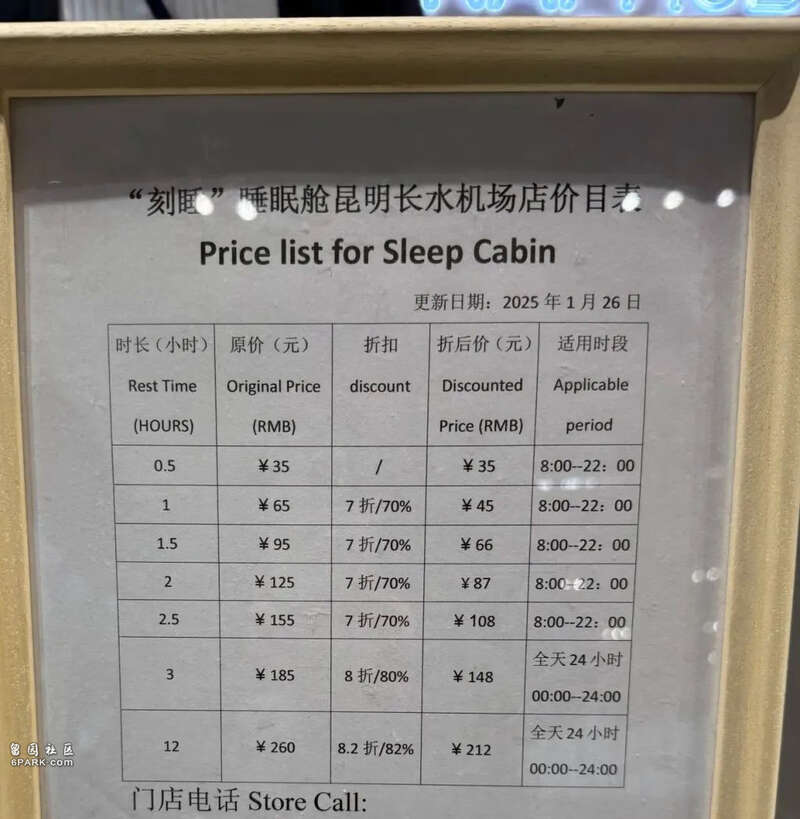 “刻睡”睡眠舱昆明长水机场店价目表
Price list for Sleep Cabin
更新日期：2025 年 1 月 26 日
时长（小时） 原价（元） 折扣 折后价（元） 适用时段
Rest Time Original Price discount Discounted Applicable
(HOURS) (RMB) Price (RMB) period
0.5 ￥35 / ￥35 8:00--22：00
1 ￥65 7 折/70% ￥45 8:00--22：00
1.5 ￥95 7 折/70% ￥66 8:00--22：00
2 ￥125 7 折/70% ￥87 8:00--22：00
2.5 ￥155 7 折/70% ￥108 8:00--22：00
3 ￥185 8 折/80% ￥148 全天 24 小时
00:00--24:00
12 ￥260 8.2 折/82% ￥212 全天 24 小时
00:00--24:00
门店电话 Store Call:
留园社区
6PARK.COM